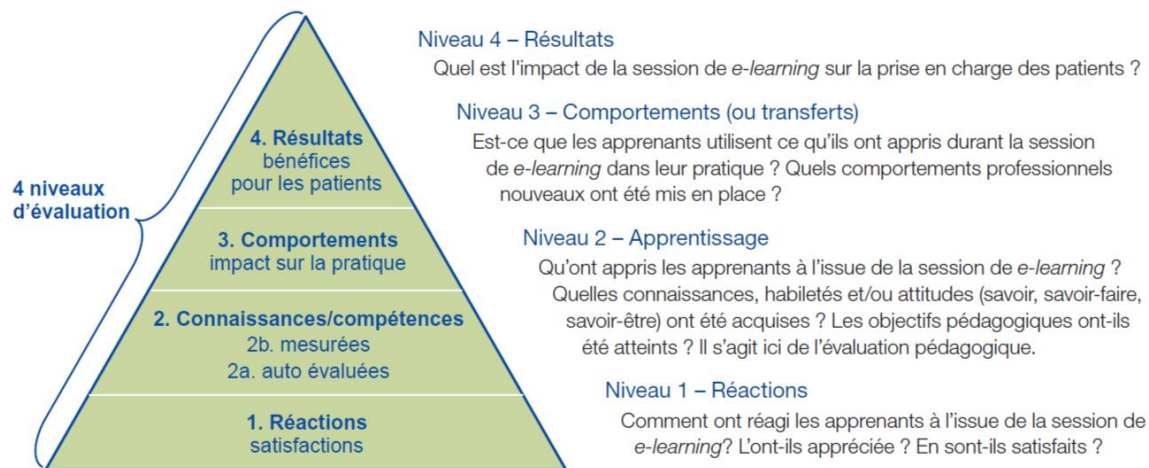 4 niveaux
d'évaluation
4. Résultats
bénéfices
pour les patients
3. Comportements
impact sur la pratique
2. Connaissances/compétences
2b. mesurées
2a. auto évaluées
1. Réactions
satisfactions
Niveau 4 – Résultats
Quel est l'impact de la session de e-learning sur la prise en charge des patients ?
Niveau 3 – Comportements (ou transferts)
Est-ce que les apprenants utilisent ce qu'ils ont appris durant la session
de e-learning dans leur pratique ? Quels comportements professionnels
nouveaux ont été mis en place ?
Niveau 2 – Apprentissage
Qu'ont appris les apprenants à l'issue de la session de e-learning ?
Quelles connaissances, habiletés et/ou attitudes (savoir, savoir-faire,
savoir-être) ont été acquises ? Les objectifs pédagogiques ont-ils
été atteints ? Il s'agit ici de l'évaluation pédagogique.
Niveau 1 – Réactions
Comment ont réagi les apprenants à l'issue de la session de
e-learning? L'ont-ils appréciée ? En sont-ils satisfaits ?